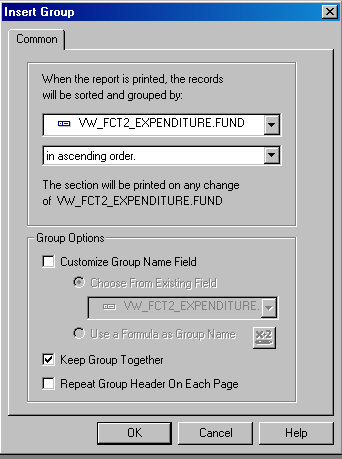 Insert Group
Common
When the report is printed, the records
will be sorted and grouped by:
VW_FCT2_EXPENDITURE.FUND
in ascending order.
The section will be printed on any change
of VW_FCT2_EXPENDITURE.FUND
Group Options
Customize Group Name Field
Choose From Existing Field
VW_FCT2_EXPENDITURE
Use a Formula as Group Name
X-2
Keep Group Together
Repeat Group Header On Each Page
OK
Cancel
Help